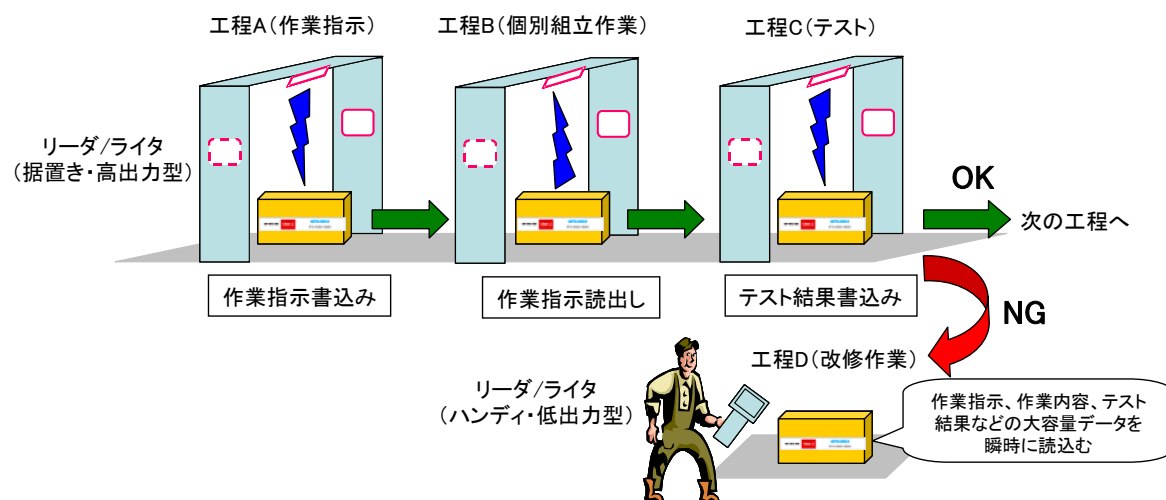 工程A（作業指示）
工程B（個別組立作業）
工程C（テスト）
リーダ/ライタ
（据置き・高出力型）
OK
次の工程へ
作業指示書込み
作業指示読出し
テスト結果書込み
NG
工程D（改修作業）
リーダ/ライタ
（ハンディ・低出力型）
作業指示、作業内容、テスト
結果などの大容量データを
瞬時に読込む